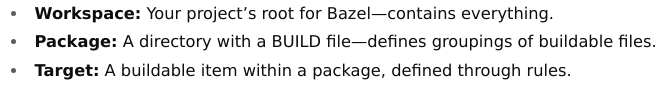 • Workspace: Your project’s root for Bazel—contains everything.
• Package: A directory with a BUILD file—defines groupings of buildable files.
• Target: A buildable item within a package, defined through rules.